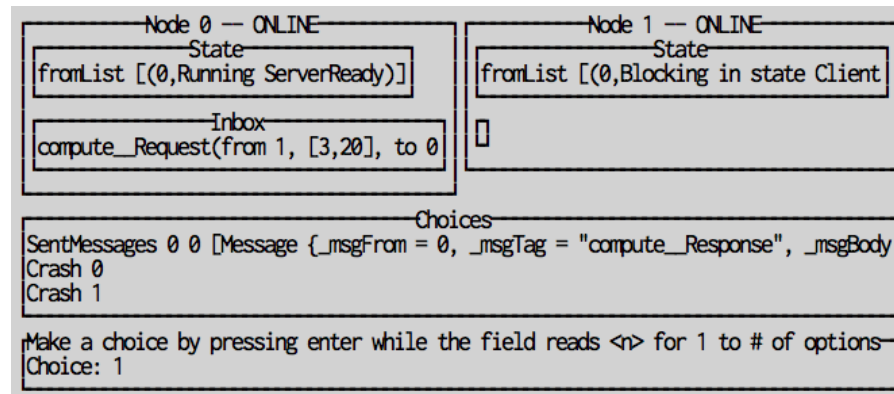 Node 0 -- ONLINE
State
fromList [(0,Running ServerReady)]
Inbox
compute__Request(from 1, [3,20], to 0
Node 1 -- ONLINE
State
fromList [(0,Blocking in state Client
Choices
SentMessages 0 0 [Message {_msgFrom = 0, _msgTag = "compute__Response", _msgBody
Crash 0
Crash 1
Make a choice by pressing enter while the field reads <n> for 1 to # of options
Choice: 1